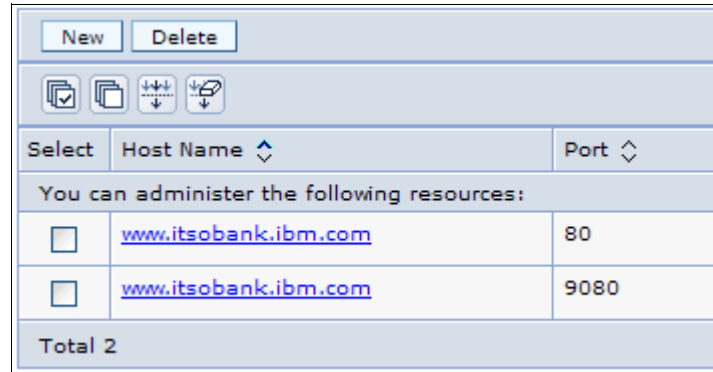 New Delete
Select Host Name Port
You can administer the following resources:
www.itsobank.ibm.com 80
www.itsobank.ibm.com 9080
Total 2